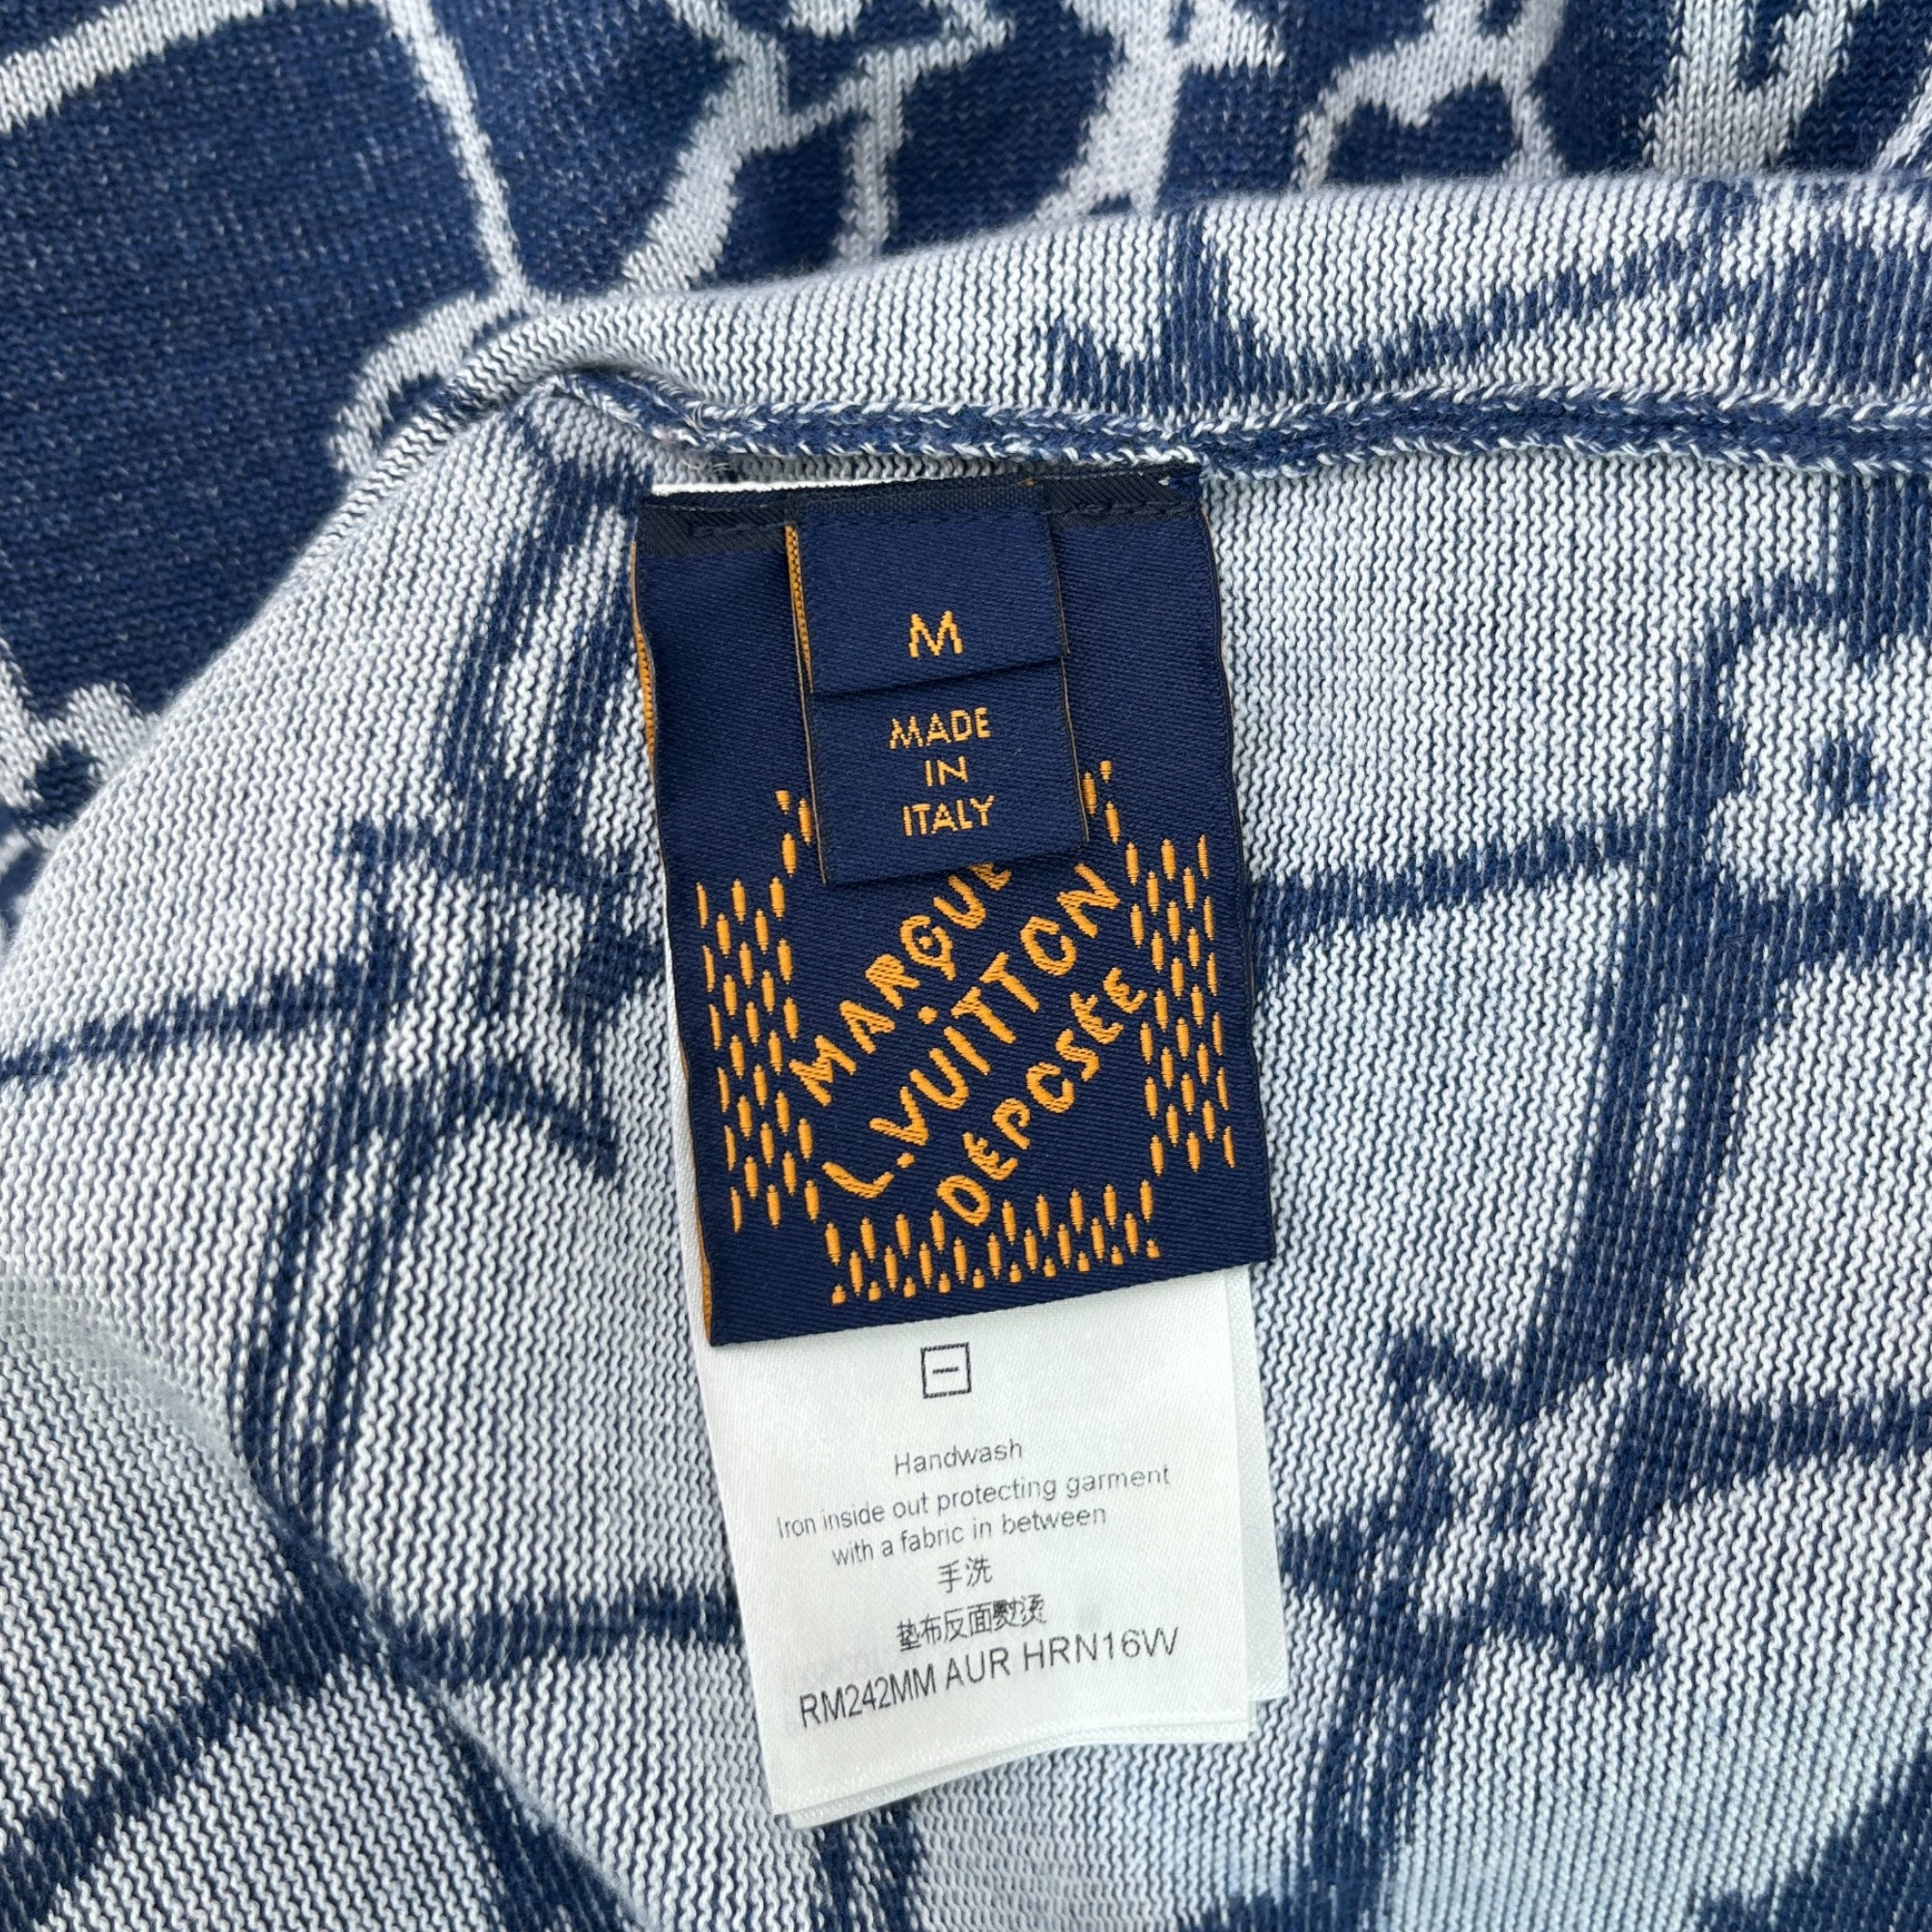 M
MADE
IN
ITALY
MARQUE
L.VUITTON
DÉPOSÉE
Handwash
Iron inside out protecting garment
with a fabric in between
手洗
垫布反面熨烫
RM242MM AUR HRN16W